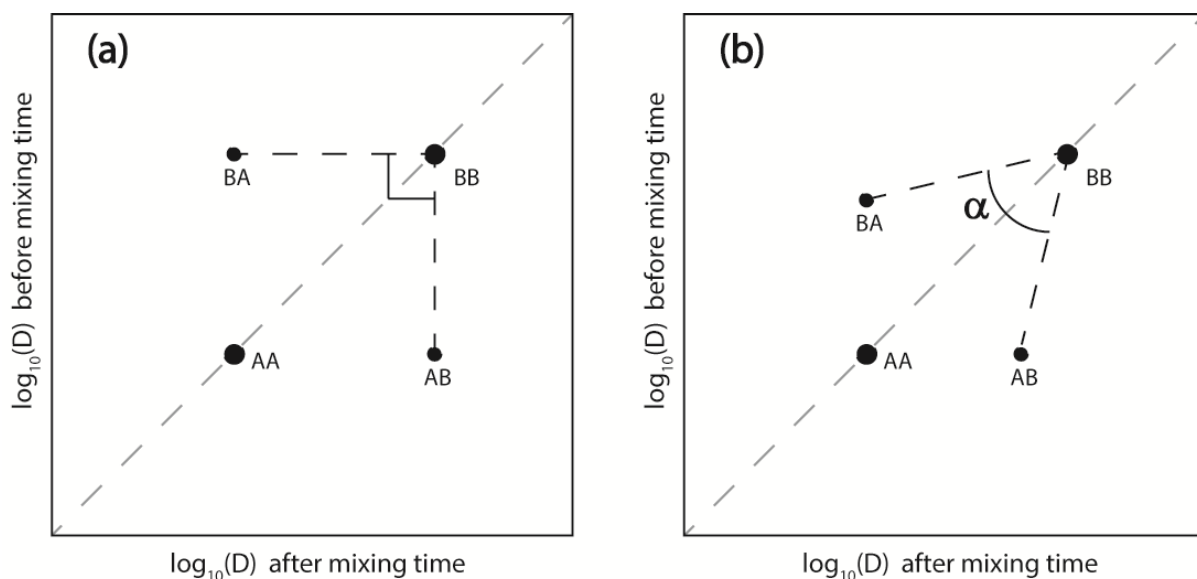 (a)
log10(D) before mixing time
BA
BB
AA
AB
log10(D) after mixing time
(b)
log10(D) before mixing time
BA
BB
α
AA
AB
log10(D) after mixing time